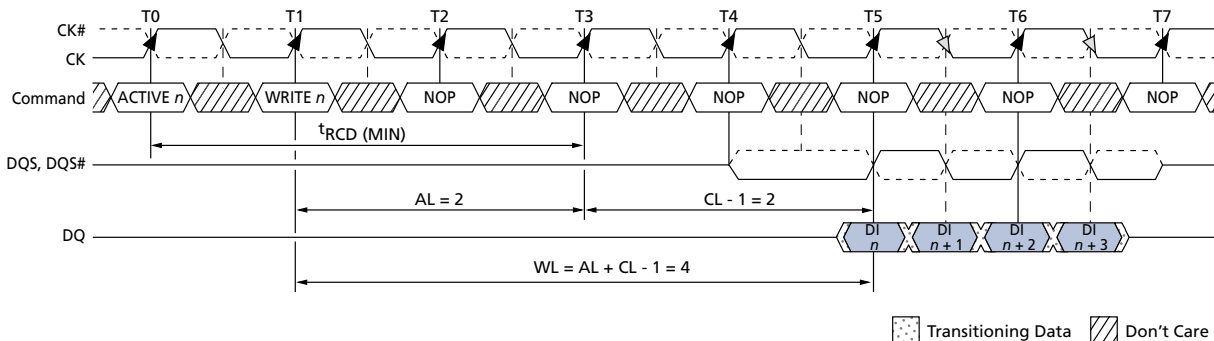 T0 T1 T2 T3 T4 T5 T6 T7
CK#
CK
Command ACTIVE n WRITE n NOP NOP NOP NOP NOP NOP
tRCD (MIN)
DQS, DQS#
AL = 2 CL - 1 = 2
DQ DI n DI n + 1 DI n + 2 DI n + 3
WL = AL + CL - 1 = 4
Transitioning Data Don't Care